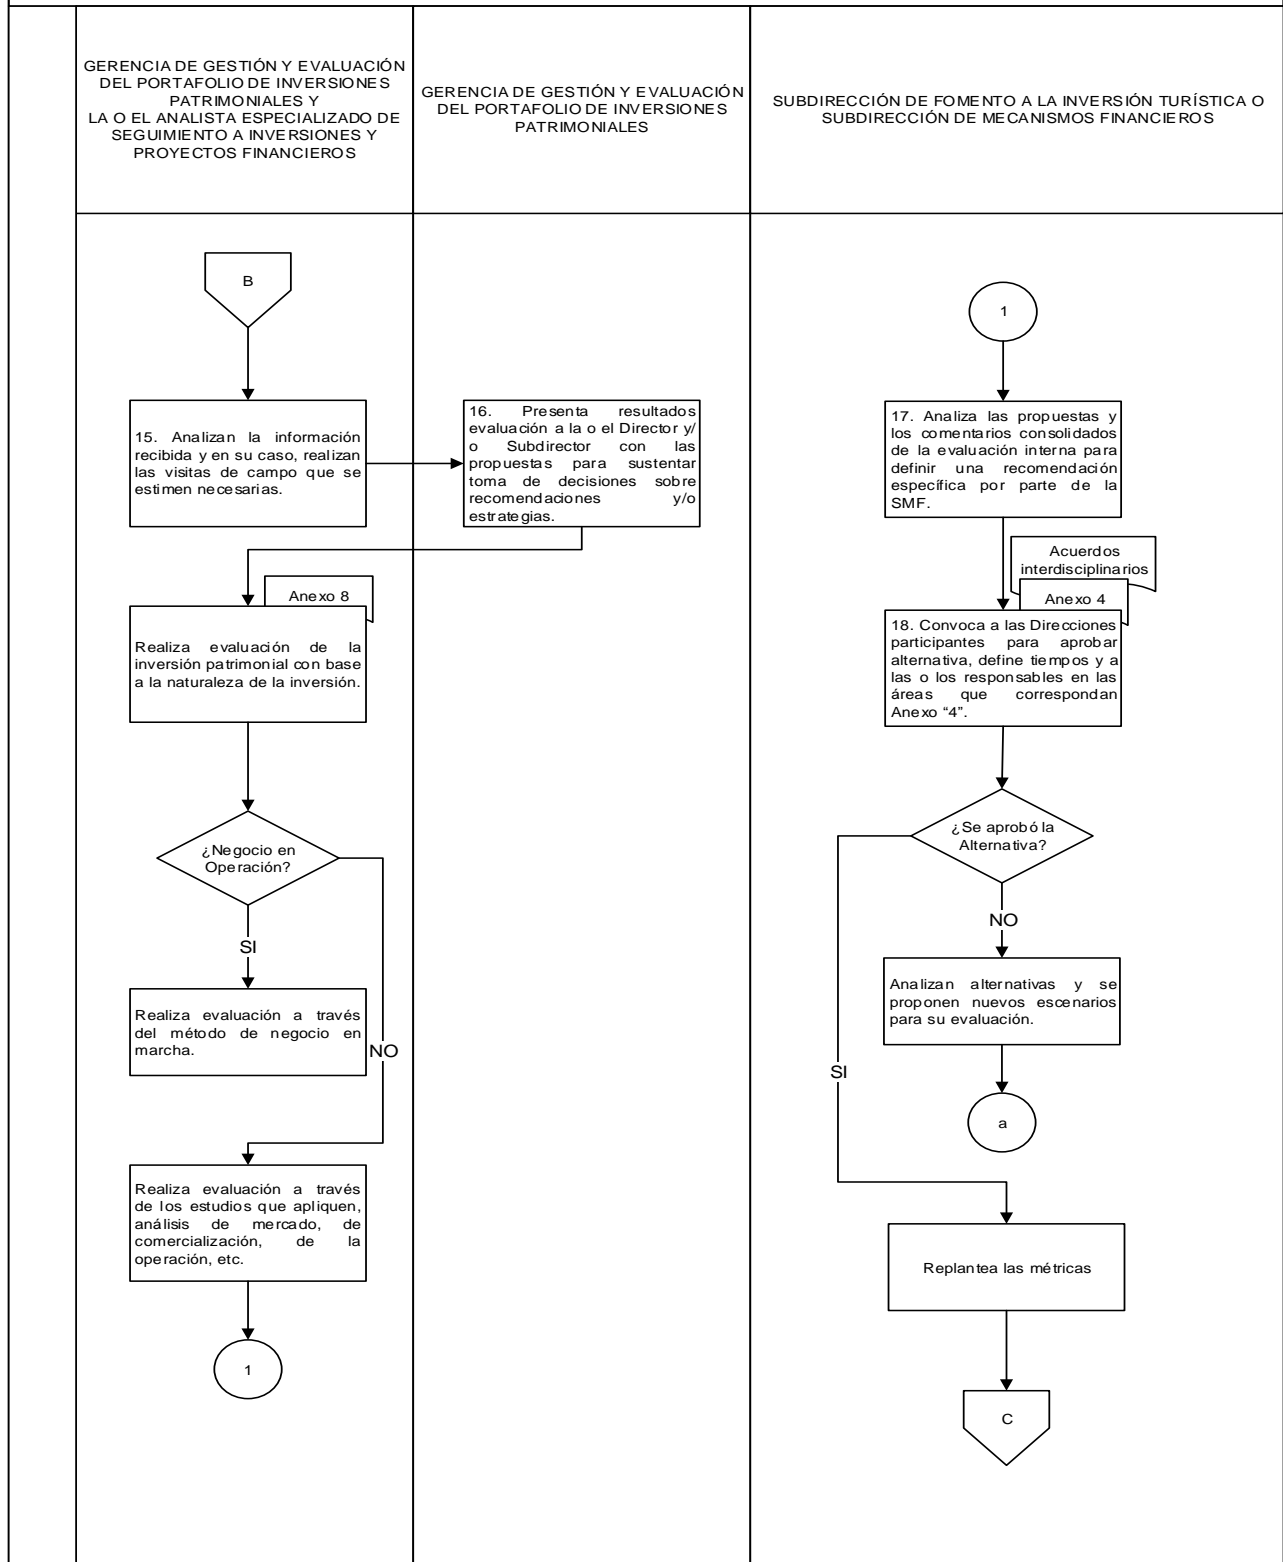 GERENCIA DE GESTIÓN Y EVALUACIÓN
DEL PORTAFOLIO DE INVERSIONES
PATRIMONIALES Y
LA O EL ANALISTA ESPECIALIZADO DE
SEGUIMIENTO A INVERSIONES Y
PROYECTOS FINANCIEROS
GERENCIA DE GESTIÓN Y EVALUACIÓN
DEL PORTAFOLIO DE INVERSIONES
PATRIMONIALES
SUBDIRECCIÓN DE FOMENTO A LA INVERSIÓN TURÍSTICA O
SUBDIRECCIÓN DE MECANISMOS FINANCIEROS
B
15. Analizan la información
recibida y en su caso, realizan
las visitas de campo que se
estimen necesarias.
16. Presenta resultados
evaluación a la o el Director y/
o Subdirector con las
propuestas para sustentar
toma de decisiones sobre
recomendaciones y/o
estrategias.
Anexo 8
Realiza evaluación de la
inversión patrimonial con base
a la naturaleza de la inversión.
¿Negocio en
Operación?
SI
NO
Realiza evaluación a través
del método de negocio en
marcha.
Realiza evaluación a través
de los estudios que apliquen,
análisis de mercado, de
comercialización, de la
operación, etc.
1
1
17. Analiza las propuestas y
los comentarios consolidados
de la evaluación interna para
definir una recomendación
específica por parte de la
SMF.
Acuerdos
interdisciplinarios
Anexo 4
18. Convoca a las Direcciones
participantes para aprobar
alternativa, define tiempos y a
las o los responsables en las
áreas que correspondan
Anexo “4”.
¿Se aprobó la
Alternativa?
NO
SI
Analizan alternativas y se
proponen nuevos escenarios
para su evaluación.
a
Replantea las métricas
C